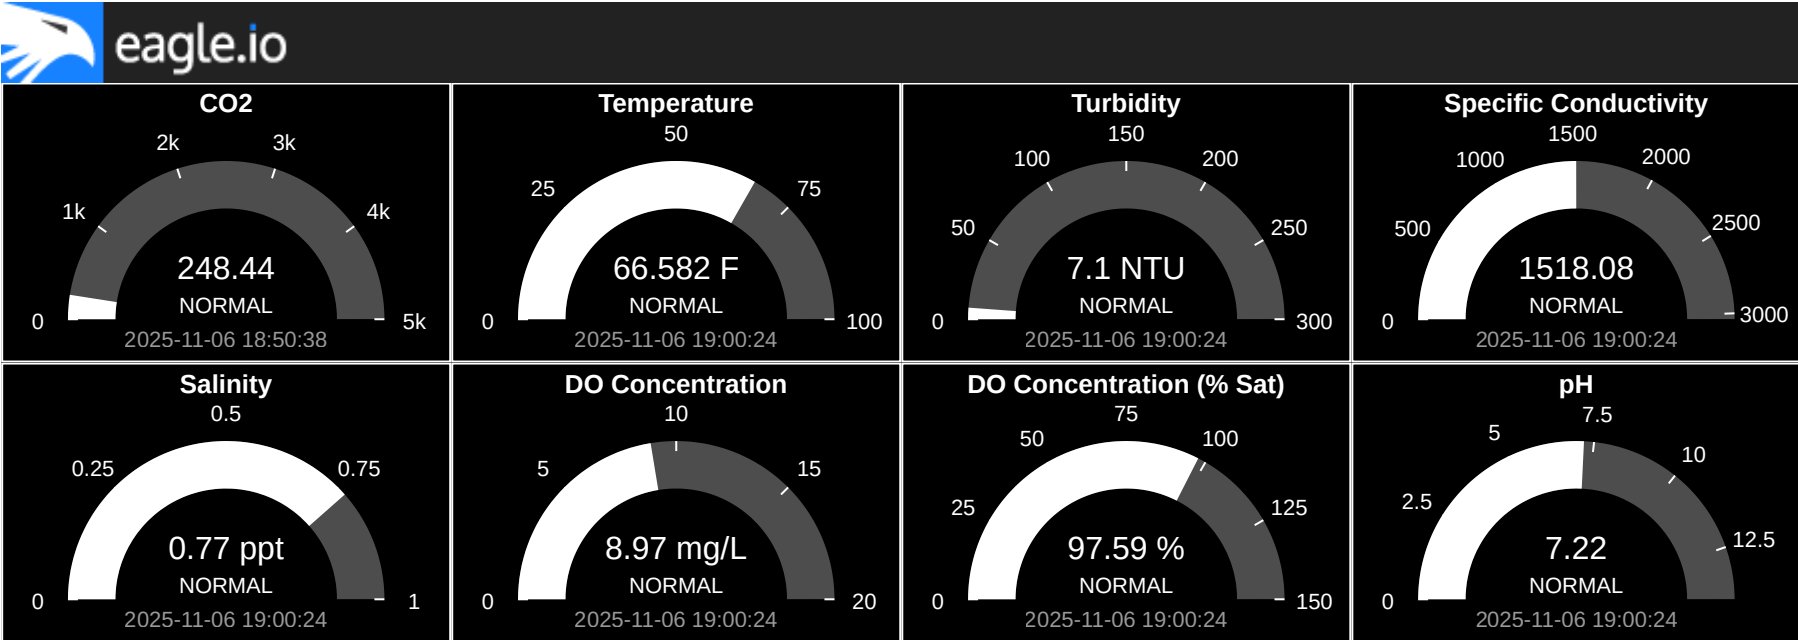 eagle.io
CO2
2k 3k
1k 4k
248.44
NORMAL
0 5k
2025-11-06 18:50:38
Temperature
50
25 75
66.582 F
NORMAL
0 100
2025-11-06 19:00:24
Turbidity
150
100 200
50 250
7.1 NTU
NORMAL
0 300
2025-11-06 19:00:24
Specific Conductivity
1500
1000 2000
500 2500
1518.08
NORMAL
0 3000
2025-11-06 19:00:24
Salinity
0.5
0.25 0.75
0.77 ppt
NORMAL
0 1
2025-11-06 19:00:24
DO Concentration
10
5 15
8.97 mg/L
NORMAL
0 20
2025-11-06 19:00:24
DO Concentration (% Sat)
75
50 100
25 125
97.59 %
NORMAL
0 150
2025-11-06 19:00:24
pH
7.5
5 10
2.5 12.5
7.22
NORMAL
0
2025-11-06 19:00:24